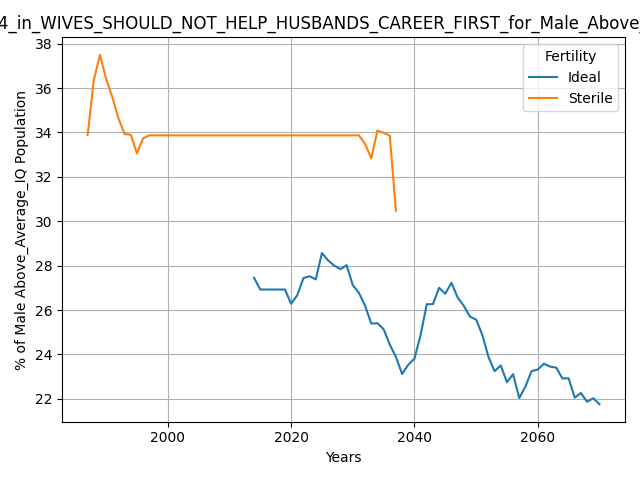 4_in_WIVES_SHOULD_NOT_HELP_HUSBANDS_CAREER_FIRST_for_Male_Above_
Fertility
Ideal
Sterile
% of Male Above_Average_IQ Population
38
36
34
32
30
28
26
24
22
2000 2020 2040 2060
Years